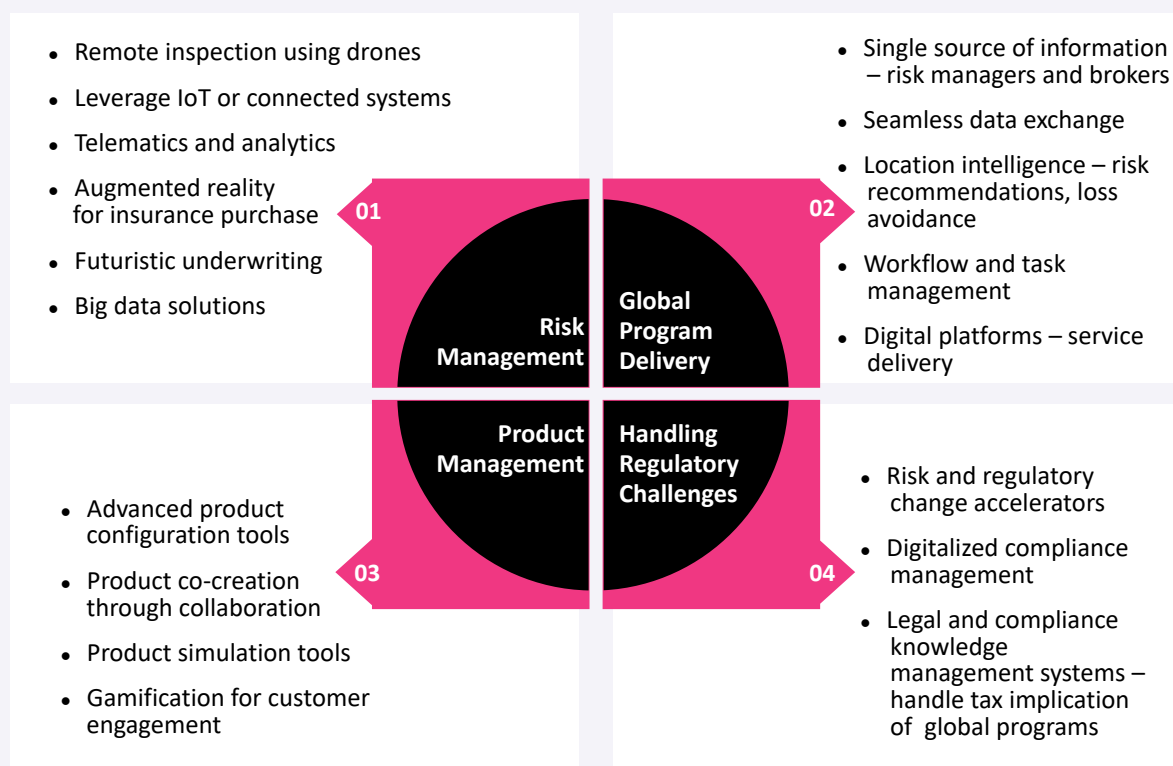 • Remote inspection using drones
• Leverage IoT or connected systems
• Telematics and analytics
• Augmented reality
for insurance purchase
• Futuristic underwriting
• Big data solutions
01
Risk
Management
• Single source of information
– risk managers and brokers
• Seamless data exchange
• Location intelligence – risk
recommendations, loss
avoidance
• Workflow and task
management
• Digital platforms – service
delivery
02
Global
Program
Delivery
Product
Management
03
• Advanced product
configuration tools
• Product co-creation
through collaboration
• Product simulation tools
• Gamification for customer
engagement
Handling
Regulatory
Challenges
04
• Risk and regulatory
change accelerators
• Digitalized compliance
management
• Legal and compliance
knowledge
management systems –
handle tax implication
of global programs